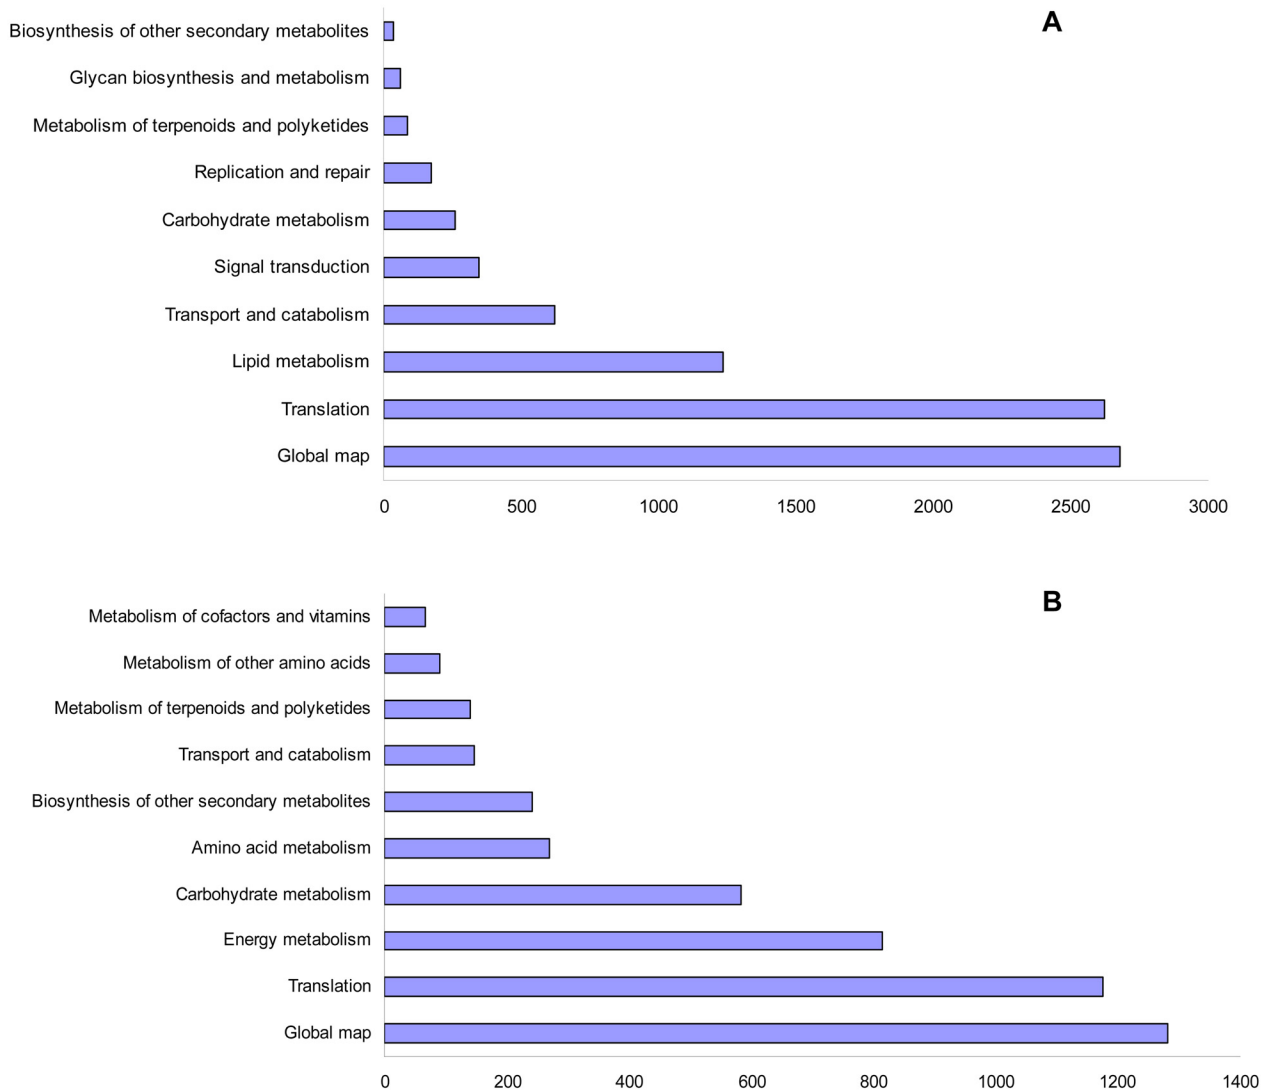 A
Biosynthesis of other secondary metabolites
Glycan biosynthesis and metabolism
Metabolism of terpenoids and polyketides
Replication and repair
Carbohydrate metabolism
Signal transduction
Transport and catabolism
Lipid metabolism
Translation
Global map
0 500 1000 1500 2000 2500 3000
B
Metabolism of cofactors and vitamins
Metabolism of other amino acids
Metabolism of terpenoids and polyketides
Transport and catabolism
Biosynthesis of other secondary metabolites
Amino acid metabolism
Carbohydrate metabolism
Energy metabolism
Translation
Global map
0 200 400 600 800 1000 1200 1400